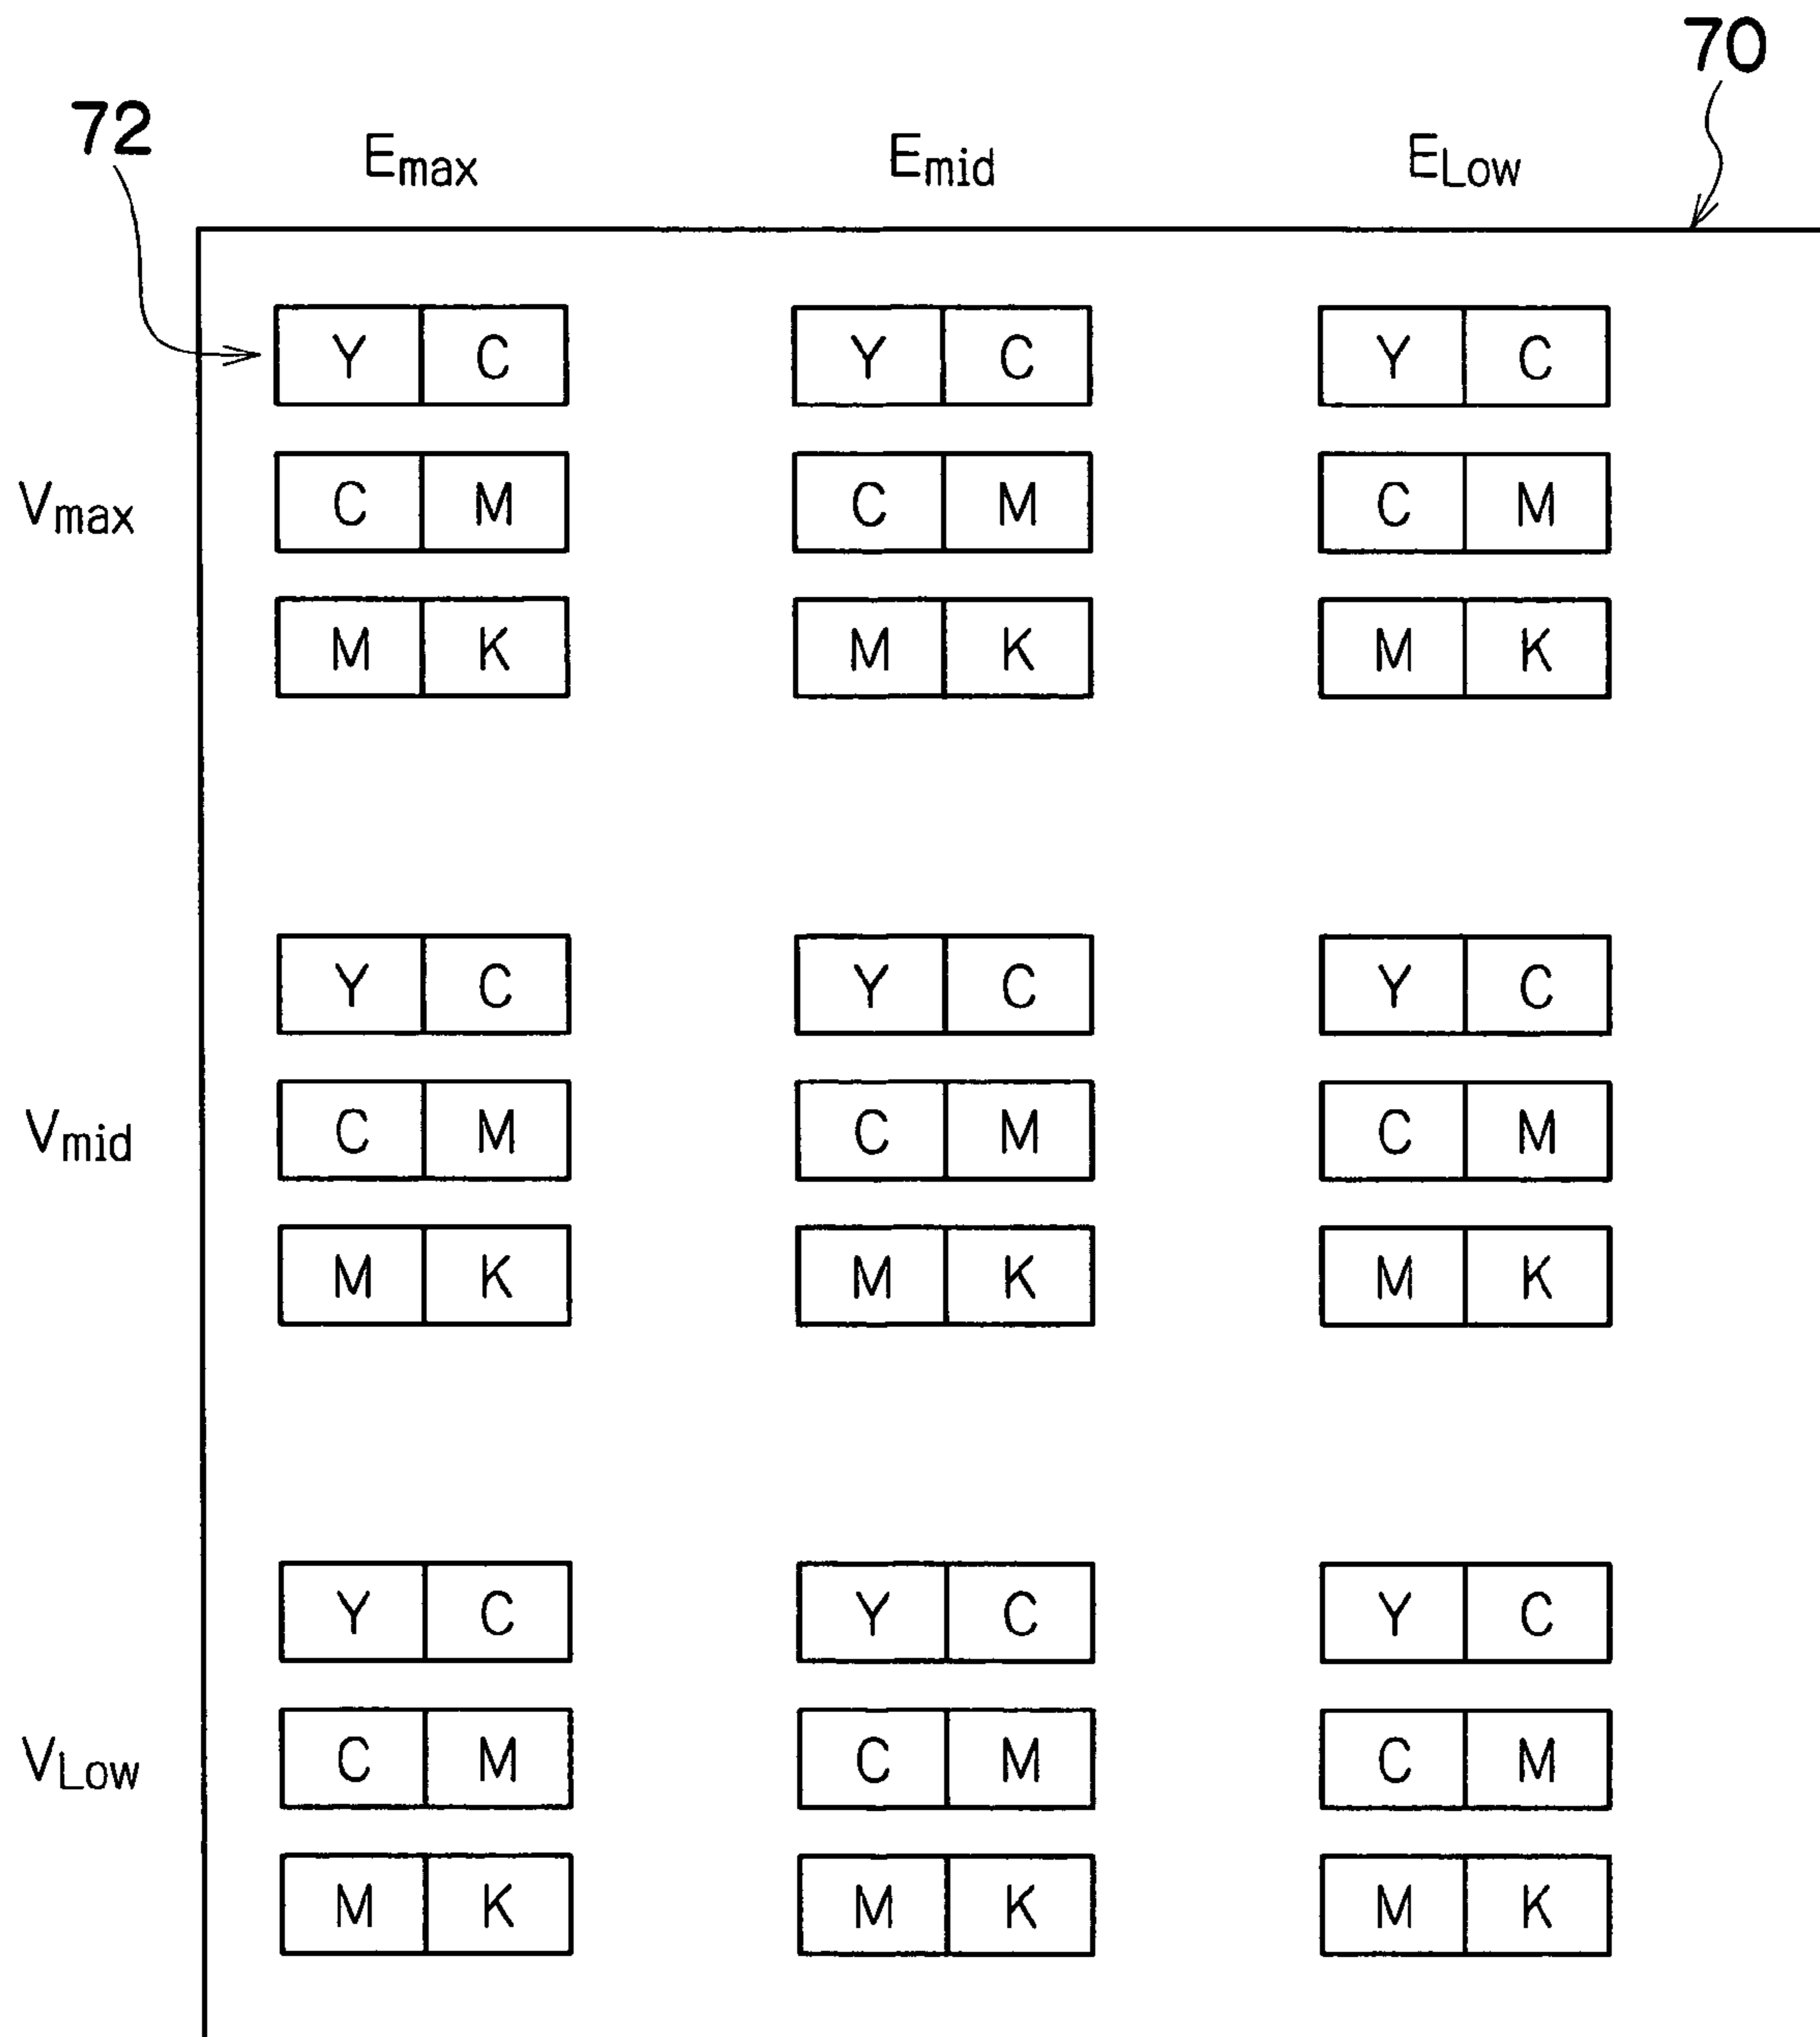 70
72
Emax Emid ELow
Y C Y C Y C
Vmax C M C M C M
M K M K M K
Y C Y C Y C
Vmid C M C M C M
M K M K M K
Y C Y C Y C
VLow C M C M C M
M K M K M K